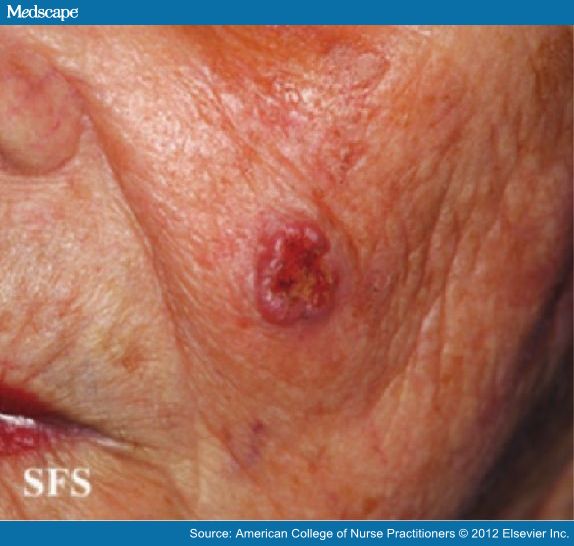 Medscape
SFS
Source: American College of Nurse Practitioners © 2012 Elsevier Inc.